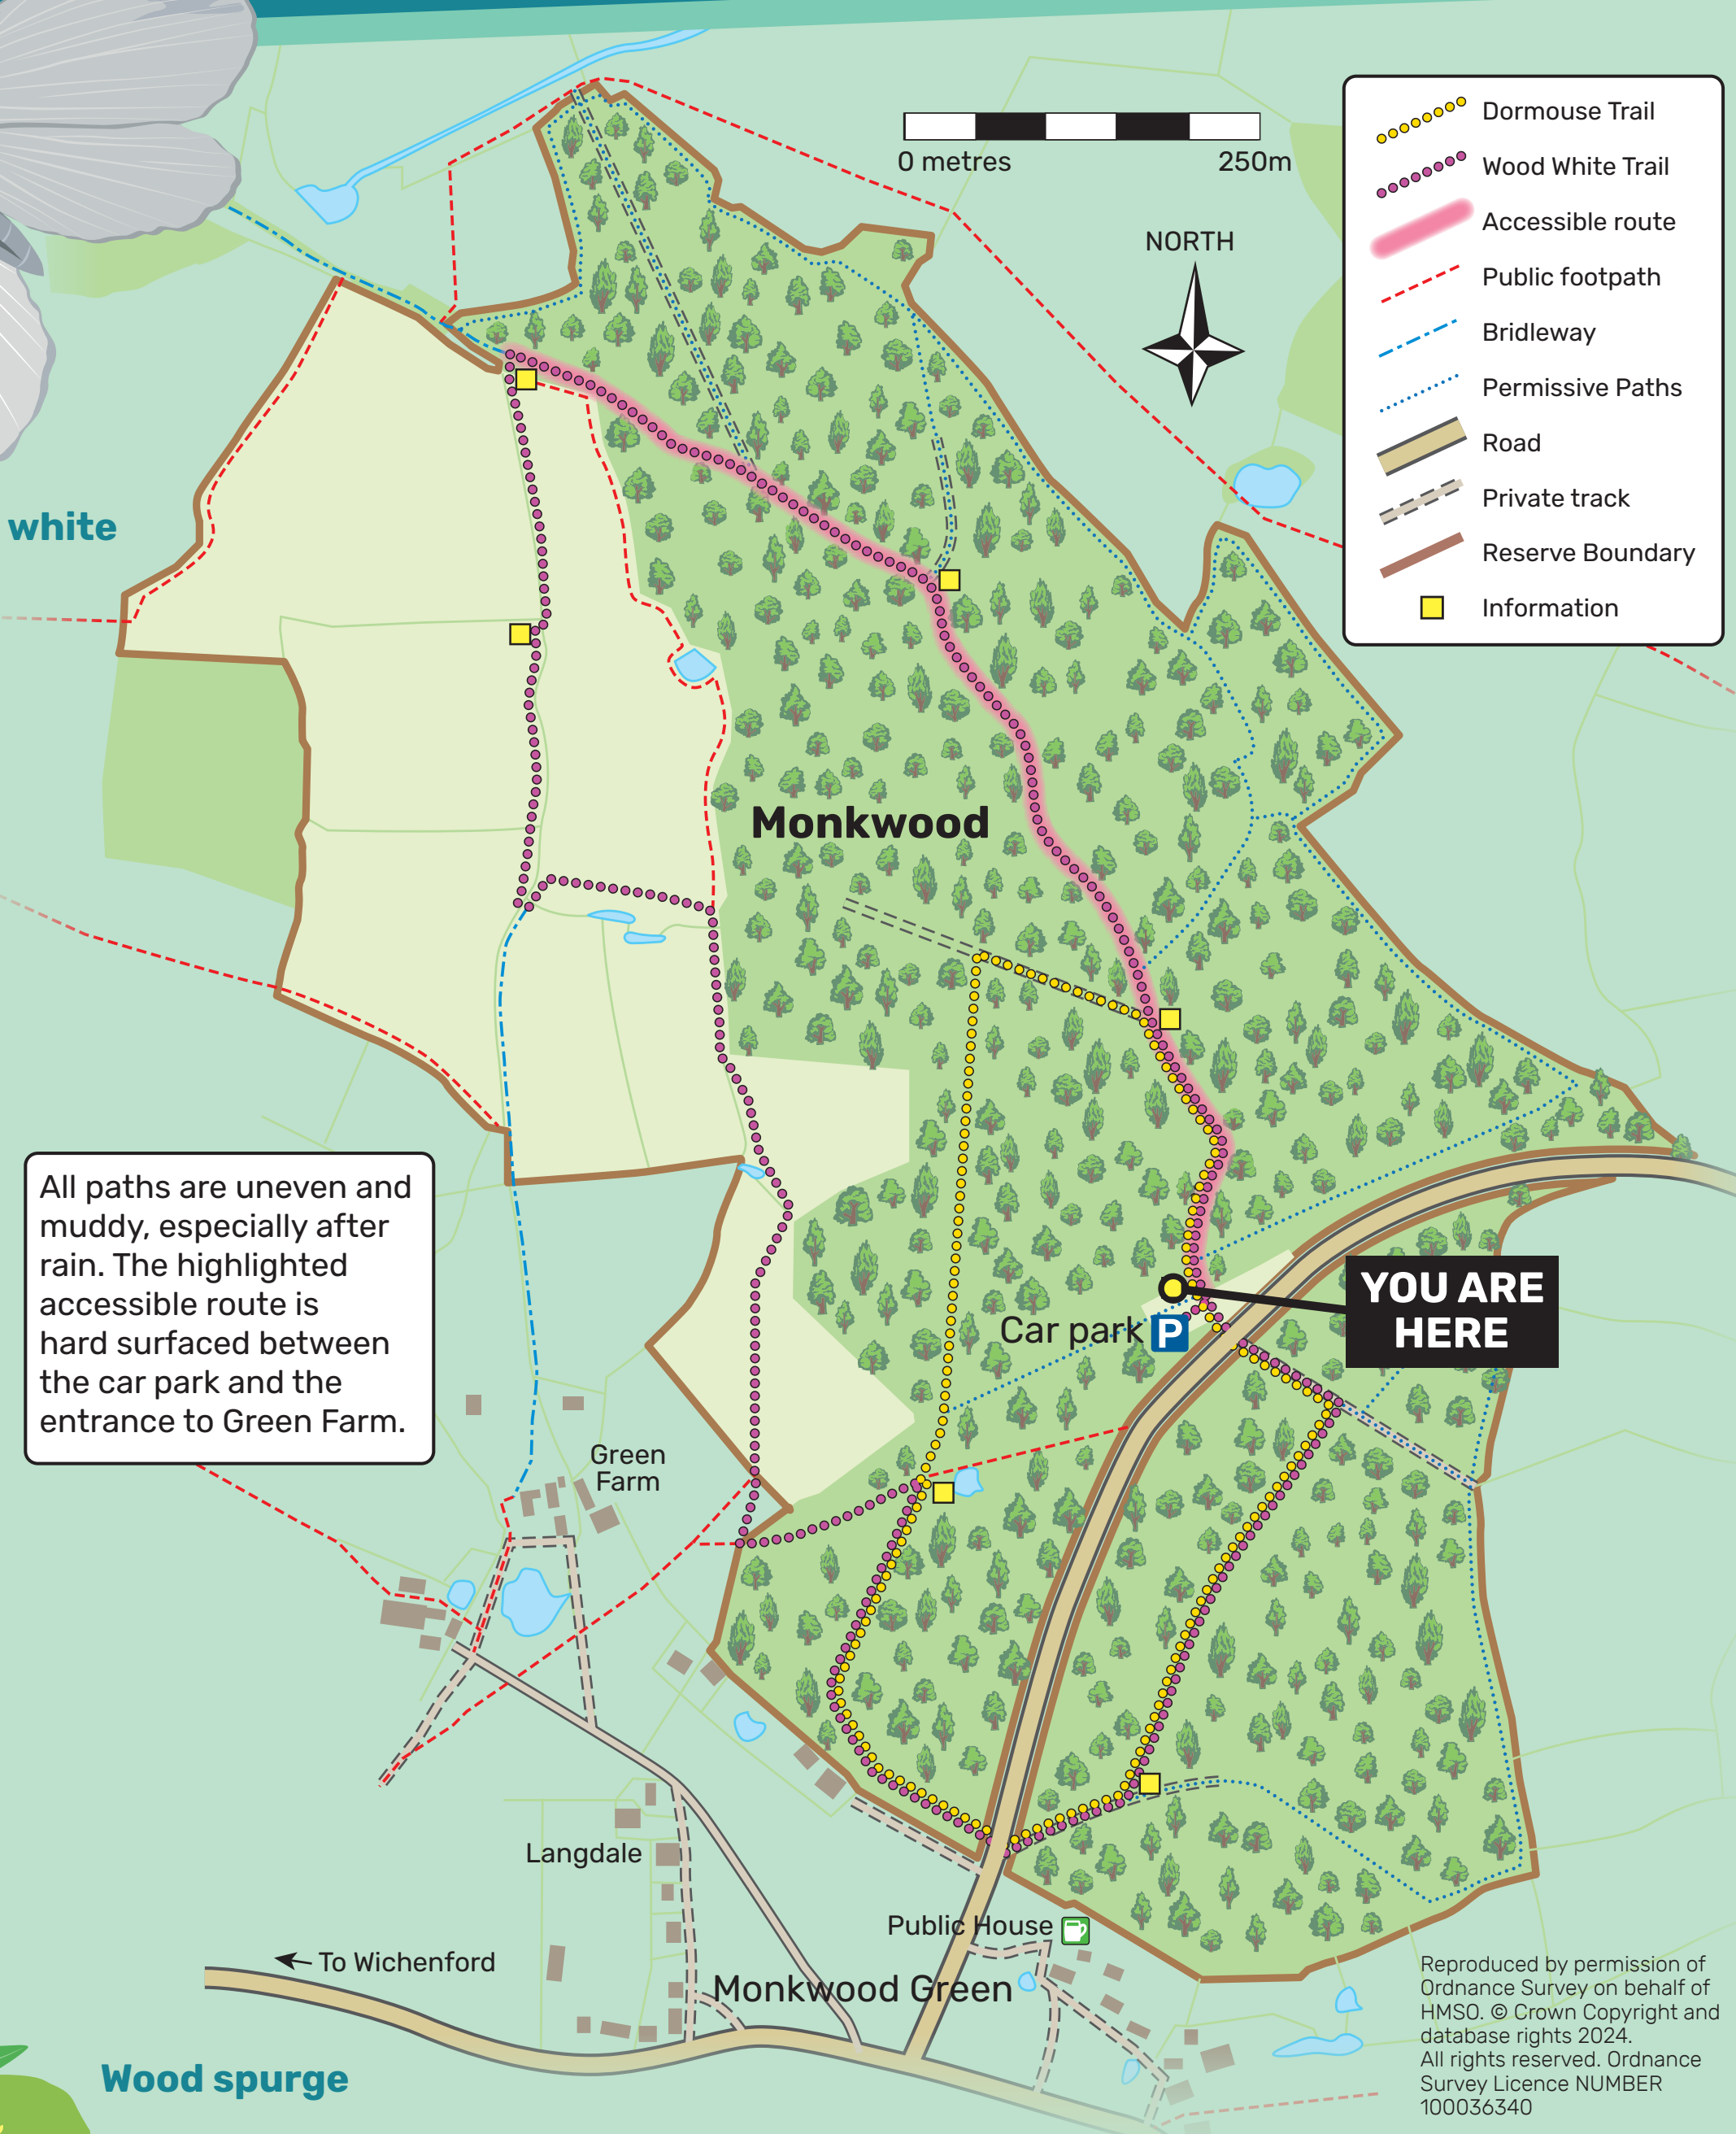 0 metres
250m
NORTH
Dormouse Trail
Wood White Trail
Accessible route
Public footpath
Bridleway
Permissive Paths
Road
Private track
Reserve Boundary
Information
white
Monkwood
All paths are uneven and
muddy, especially after
rain. The highlighted
accessible route is
hard surfaced between
the car park and the
entrance to Green Farm.
YOU ARE
HERE
Car park P
Green
Farm
Langdale
Public House
To Wichenford
Monkwood Green
Wood spurge
Reproduced by permission of
Ordnance Survey on behalf of
HMSO. © Crown Copyright and
database rights 2024.
All rights reserved. Ordnance
Survey Licence NUMBER
100036340